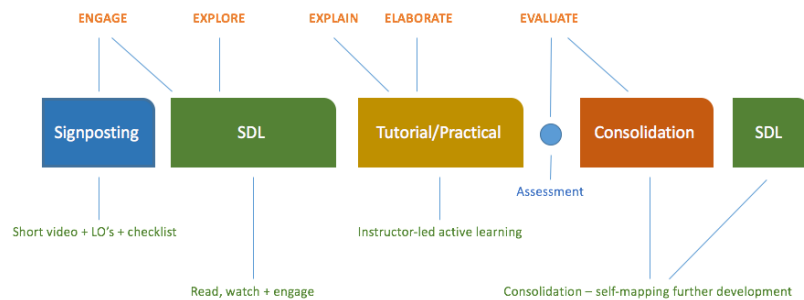 ENGAGE EXPLORE EXPLAIN ELABORATE EVALUATE
Signposting SDL Tutorial/Practical Consolidation SDL
Assessment
Short video + LO's + checklist Instructor-led active learning
Read, watch + engage Consolidation – self-mapping further development